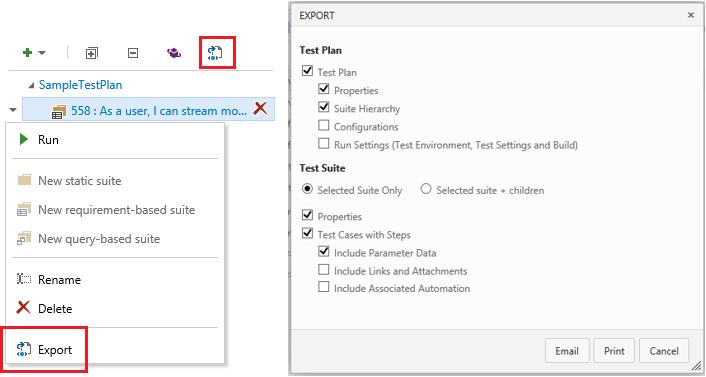 SampleTestPlan
558 : As a user, I can stream mo...
Run
New static suite
New requirement-based suite
New query-based suite
Rename
Delete
Export
EXPORT
Test Plan
Test Plan
Properties
Suite Hierarchy
Configurations
Run Settings (Test Environment, Test Settings and Build)
Test Suite
Selected Suite Only Selected suite + children
Properties
Test Cases with Steps
Include Parameter Data
Include Links and Attachments
Include Associated Automation
Email Print Cancel